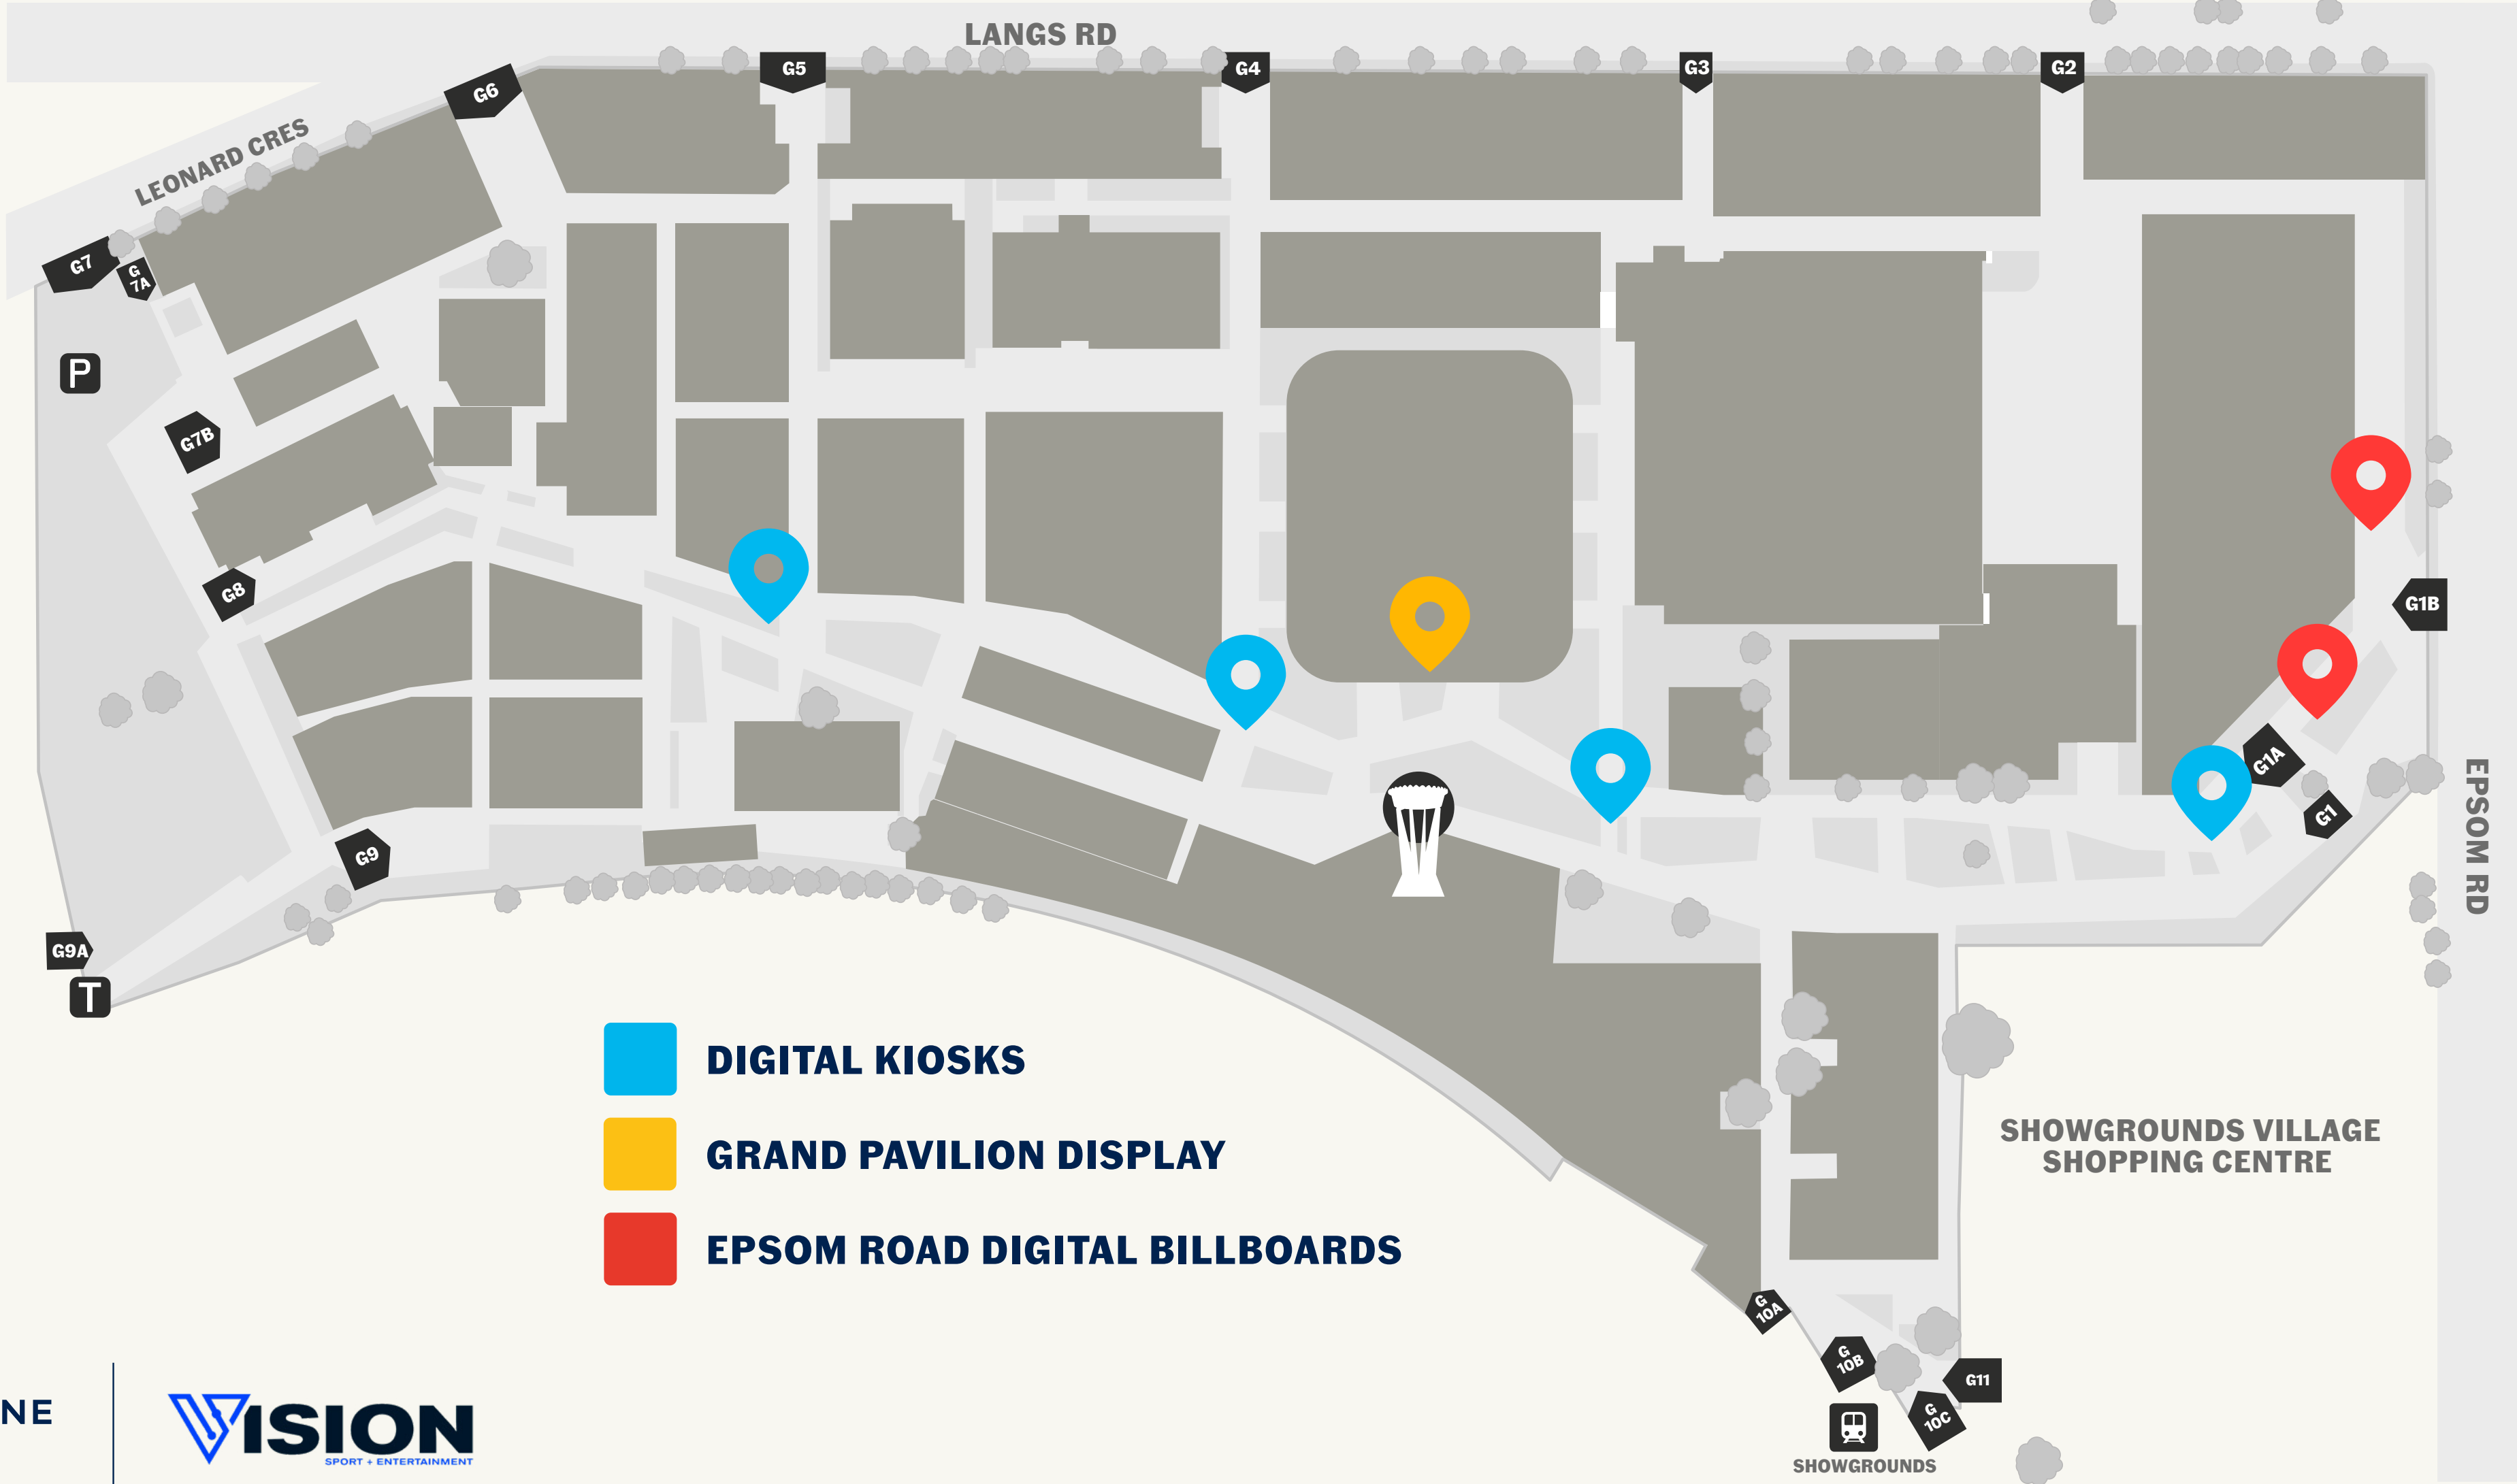 LANGS RD
G5
G4
G3
G2
G6
LEONARD CRES
G7
G
7A
P
G7B
G8
G1B
G1A
G1
EPSOM RD
G9
G9A
T
DIGITAL KIOSKS
GRAND PAVILION DISPLAY
EPSOM ROAD DIGITAL BILLBOARDS
SHOWGROUNDS VILLAGE
SHOPPING CENTRE
G
10A
G
10B
G11
G
10C
SHOWGROUNDS
NE
VISION
SPORT + ENTERTAINMENT